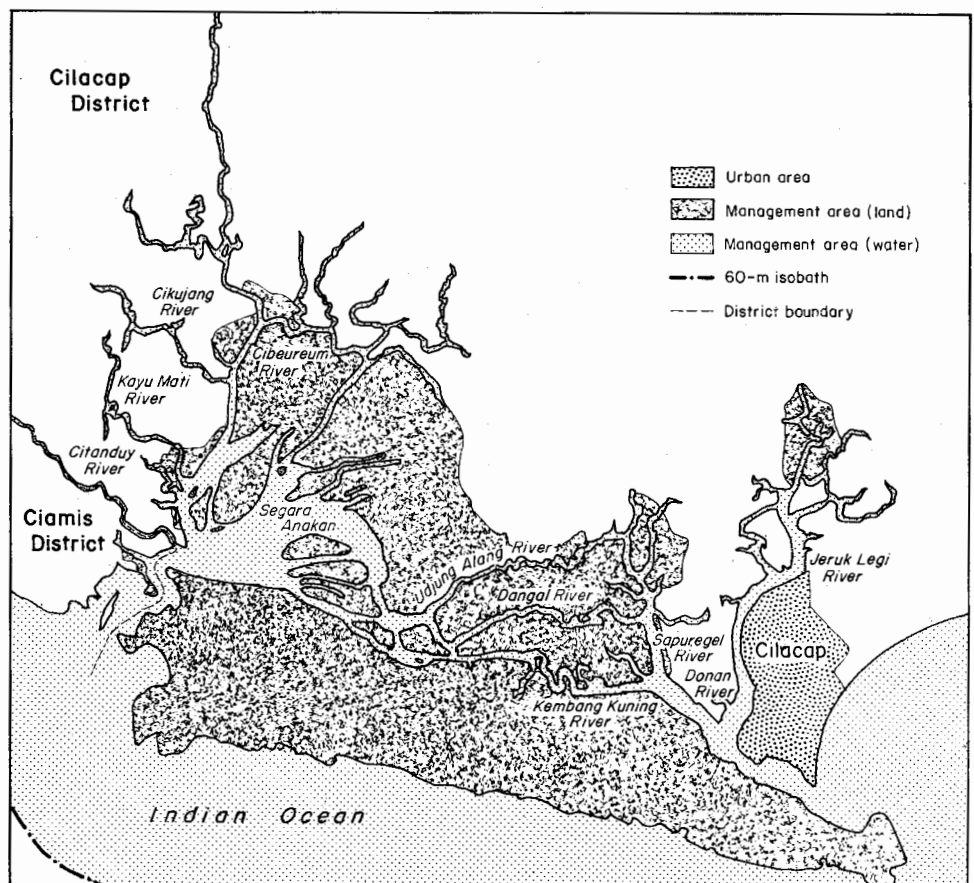 Cilacap
District
Urban area
Management area (land)
Management area (water)
60-m isobath
District boundary
Cikujang
River
Cibeureum
River
Kayu Mati
River
Citanduy
River
Segara
Anakan
Ciamis
District
Udjung Alang River
Dangal River
Jeruk Legi
River
Sapuregel
River
Cilacap
Donan
River
Kembang Kuning
River
Indian Ocean